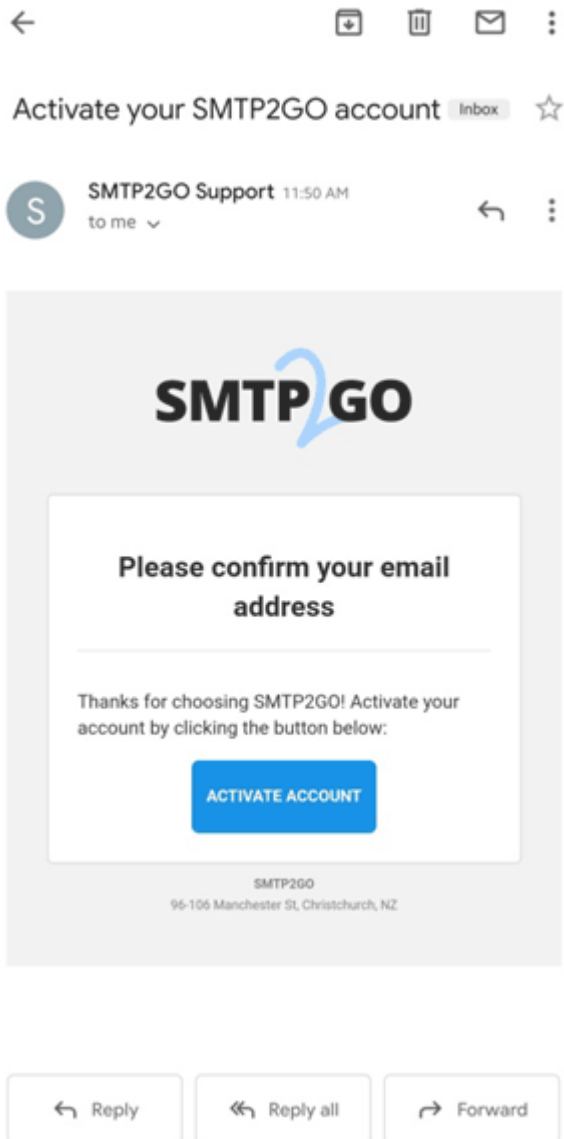 Activate your SMTP2GO account Inbox
S
SMTP2GO Support 11:50 AM
to me
SMTP2GO
Please confirm your email
address
Thanks for choosing SMTP2GO! Activate your
account by clicking the button below:
ACTIVATE ACCOUNT
SMTP2GO
96-106 Manchester St, Christchurch, NZ
Reply
Reply all
Forward